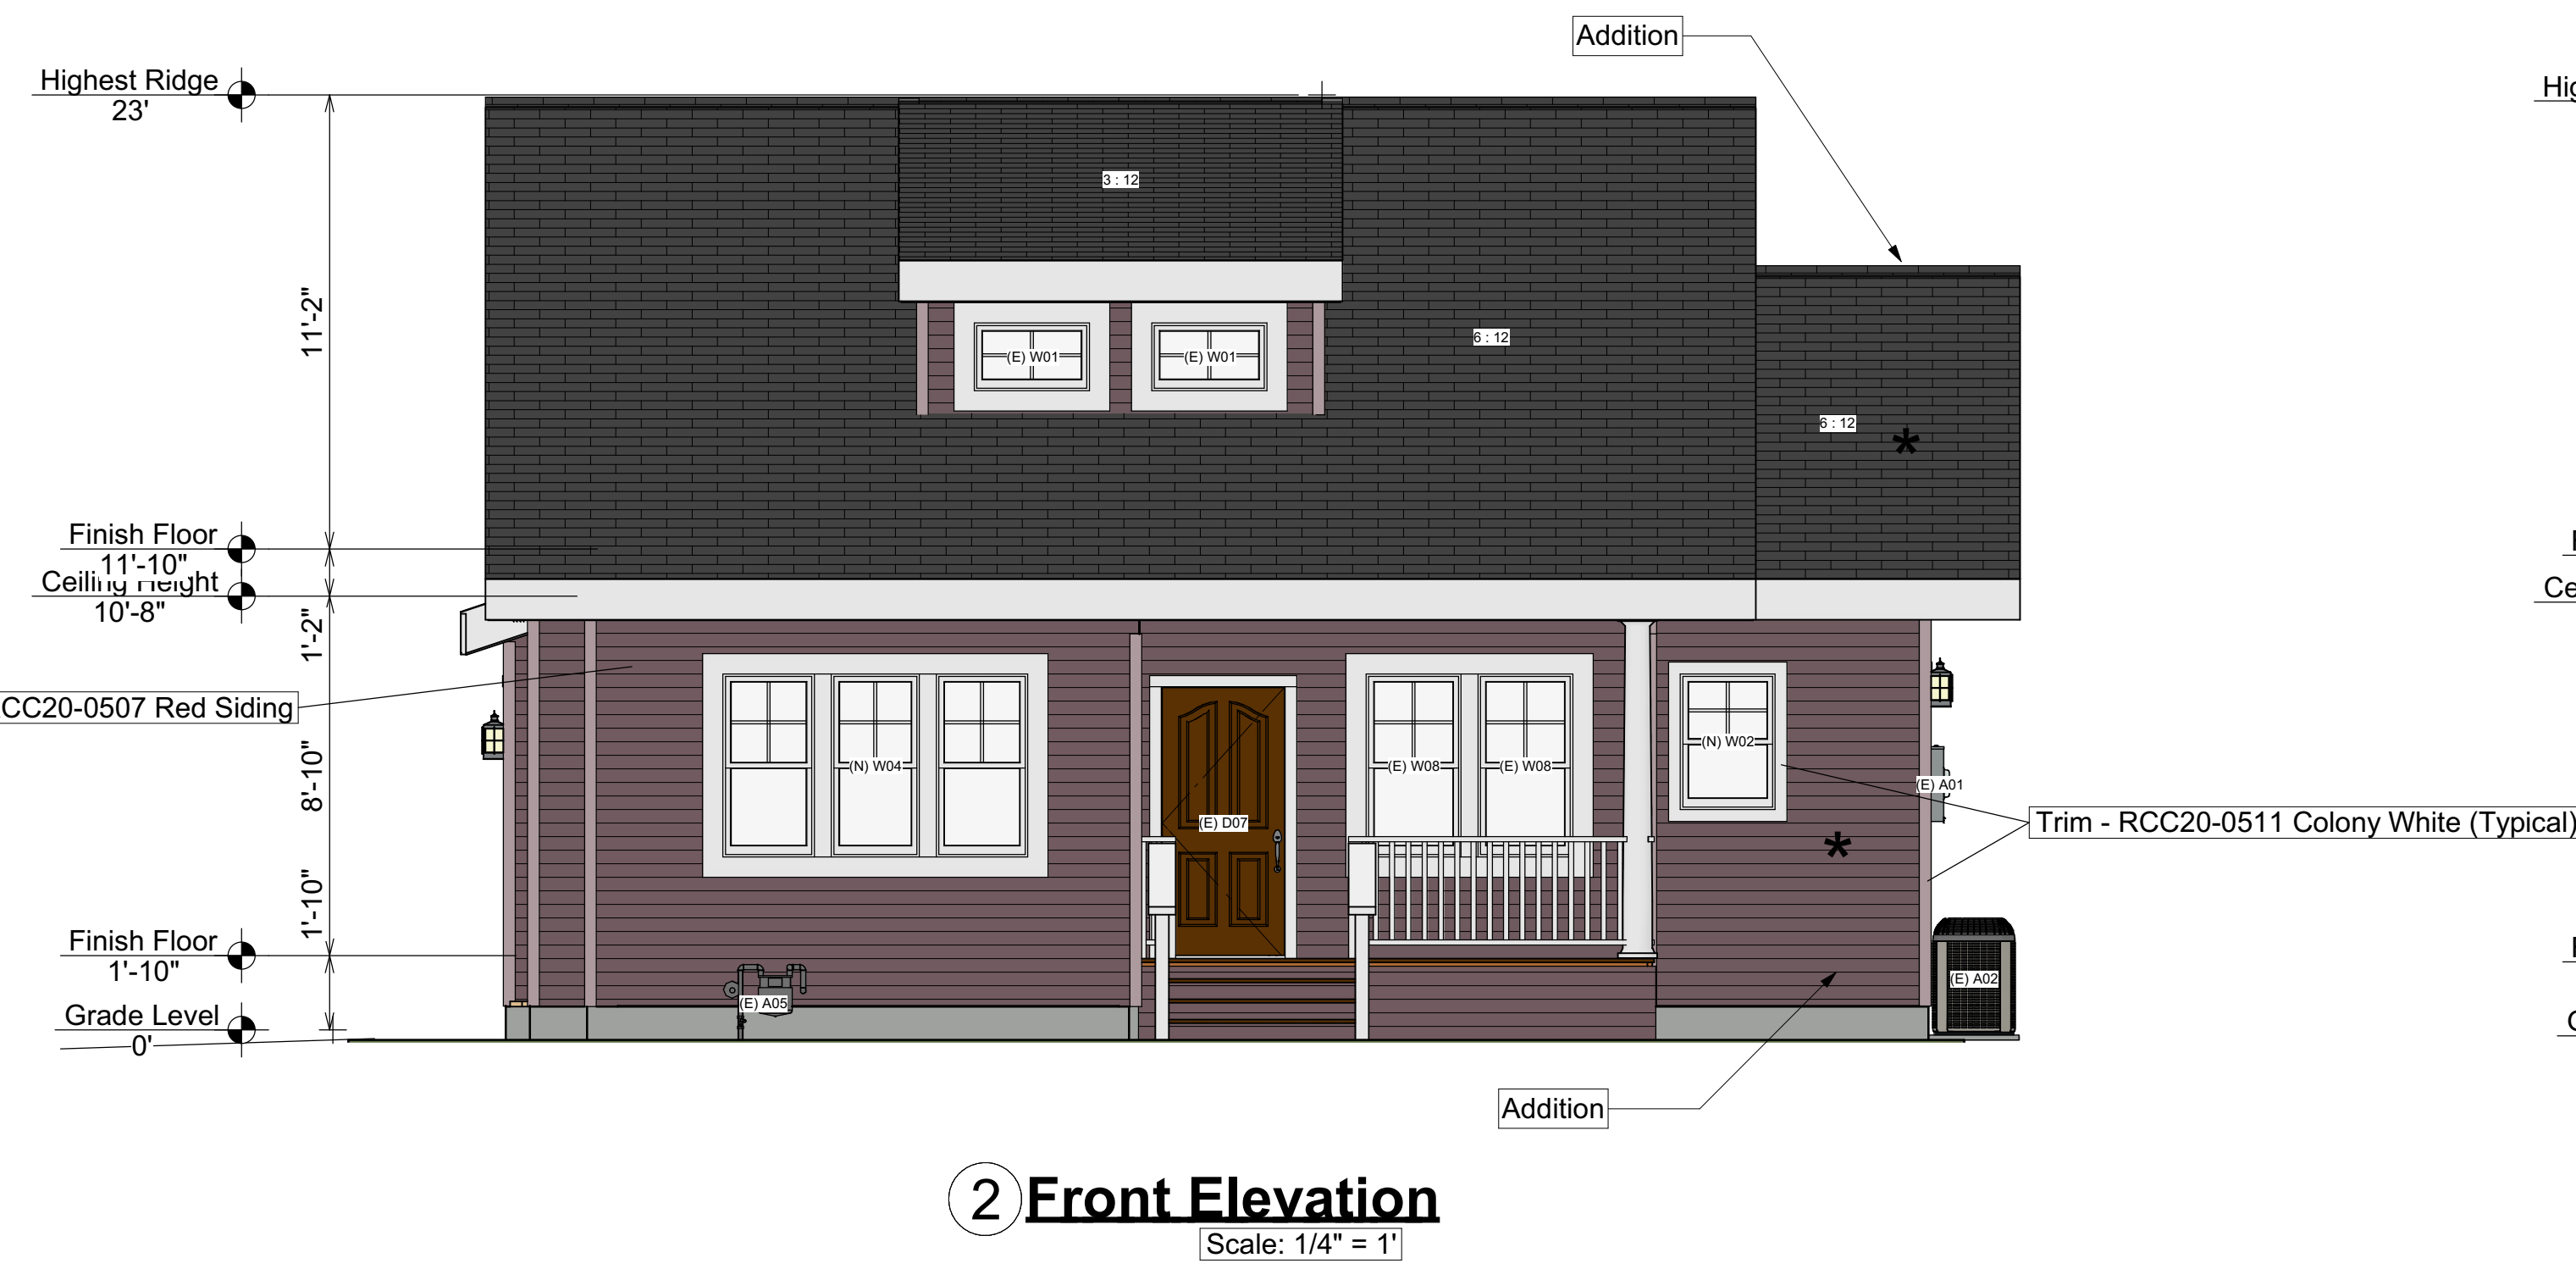 Addition
Highest Ridge
23'
Hig
3 : 12
11'-2"
6 : 12
(E) W01
(E) W01
6 : 12
*
Finish Floor
11'-10"
Ceiling Height
10'-8"
Ce
1'-2"
CC20-0507 Red Siding
8'-10"
(N) W04
(E) W08
(E) W08
(N) W02
(E) A01
(E) D07
Trim - RCC20-0511 Colony White (Typical)
*
1'-10"
Finish Floor
1'-10"
(E) A02
(E) A05
Grade Level
0'
Addition
2 Front Elevation
Scale: 1/4" = 1'